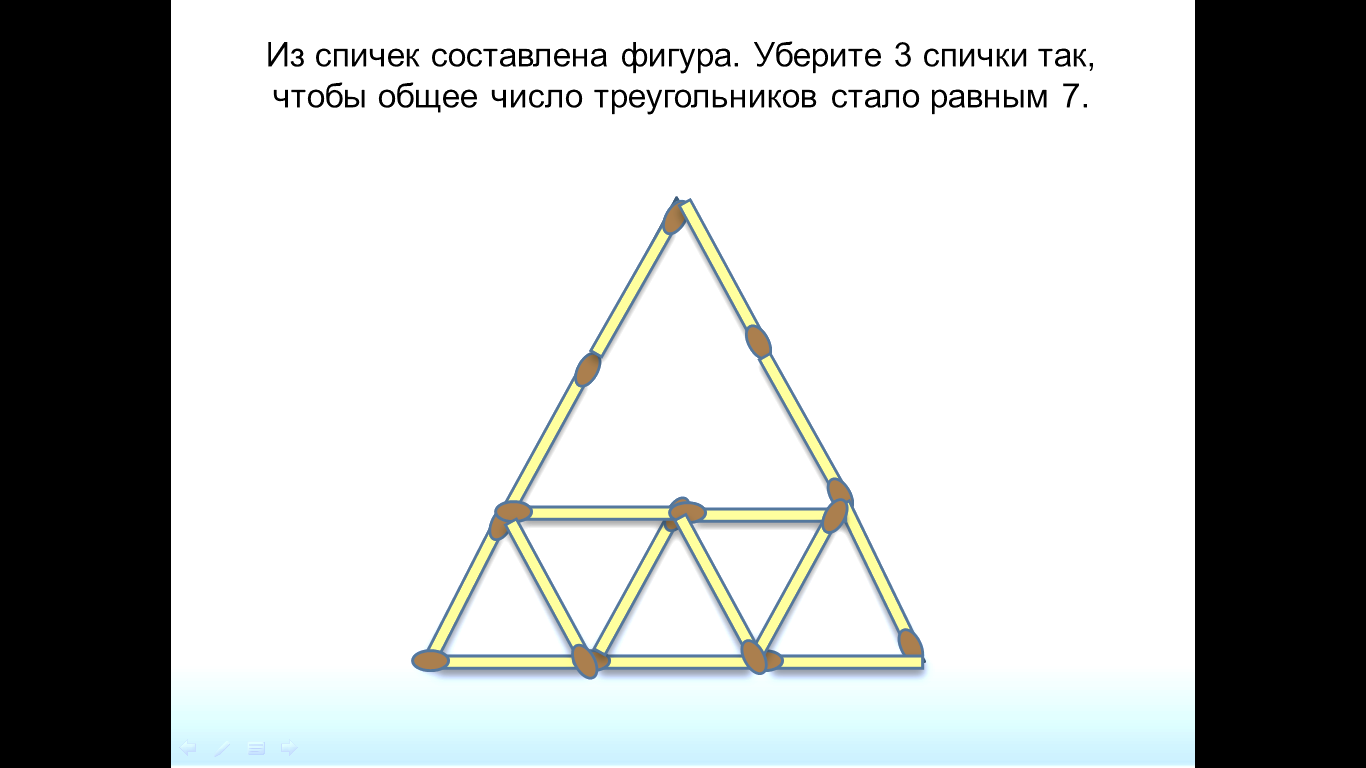 Из спичек составлена фигура. Уберите 3 спички так,
чтобы общее число треугольников стало равным 7.